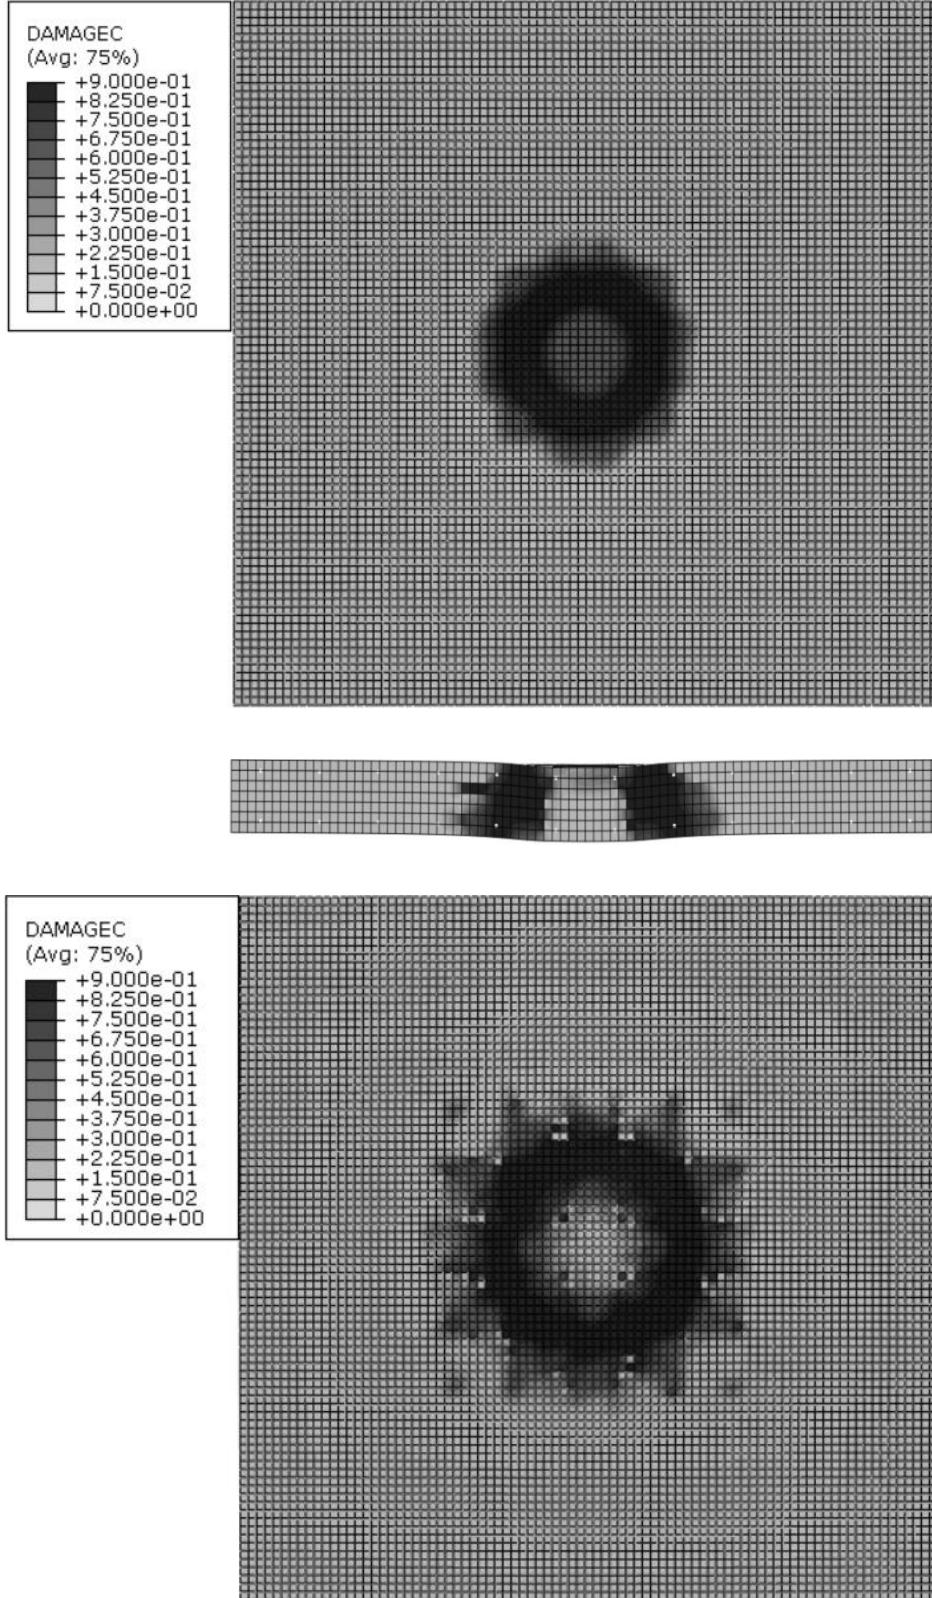 DAMAGEC
(Avg: 75%)
+9.000e-01
+8.250e-01
+7.500e-01
+6.750e-01
+6.000e-01
+5.250e-01
+4.500e-01
+3.750e-01
+3.000e-01
+2.250e-01
+1.500e-01
+7.500e-02
+0.000e+00
DAMAGEC
(Avg: 75%)
+9.000e-01
+8.250e-01
+7.500e-01
+6.750e-01
+6.000e-01
+5.250e-01
+4.500e-01
+3.750e-01
+3.000e-01
+2.250e-01
+1.500e-01
+7.500e-02
+0.000e+00